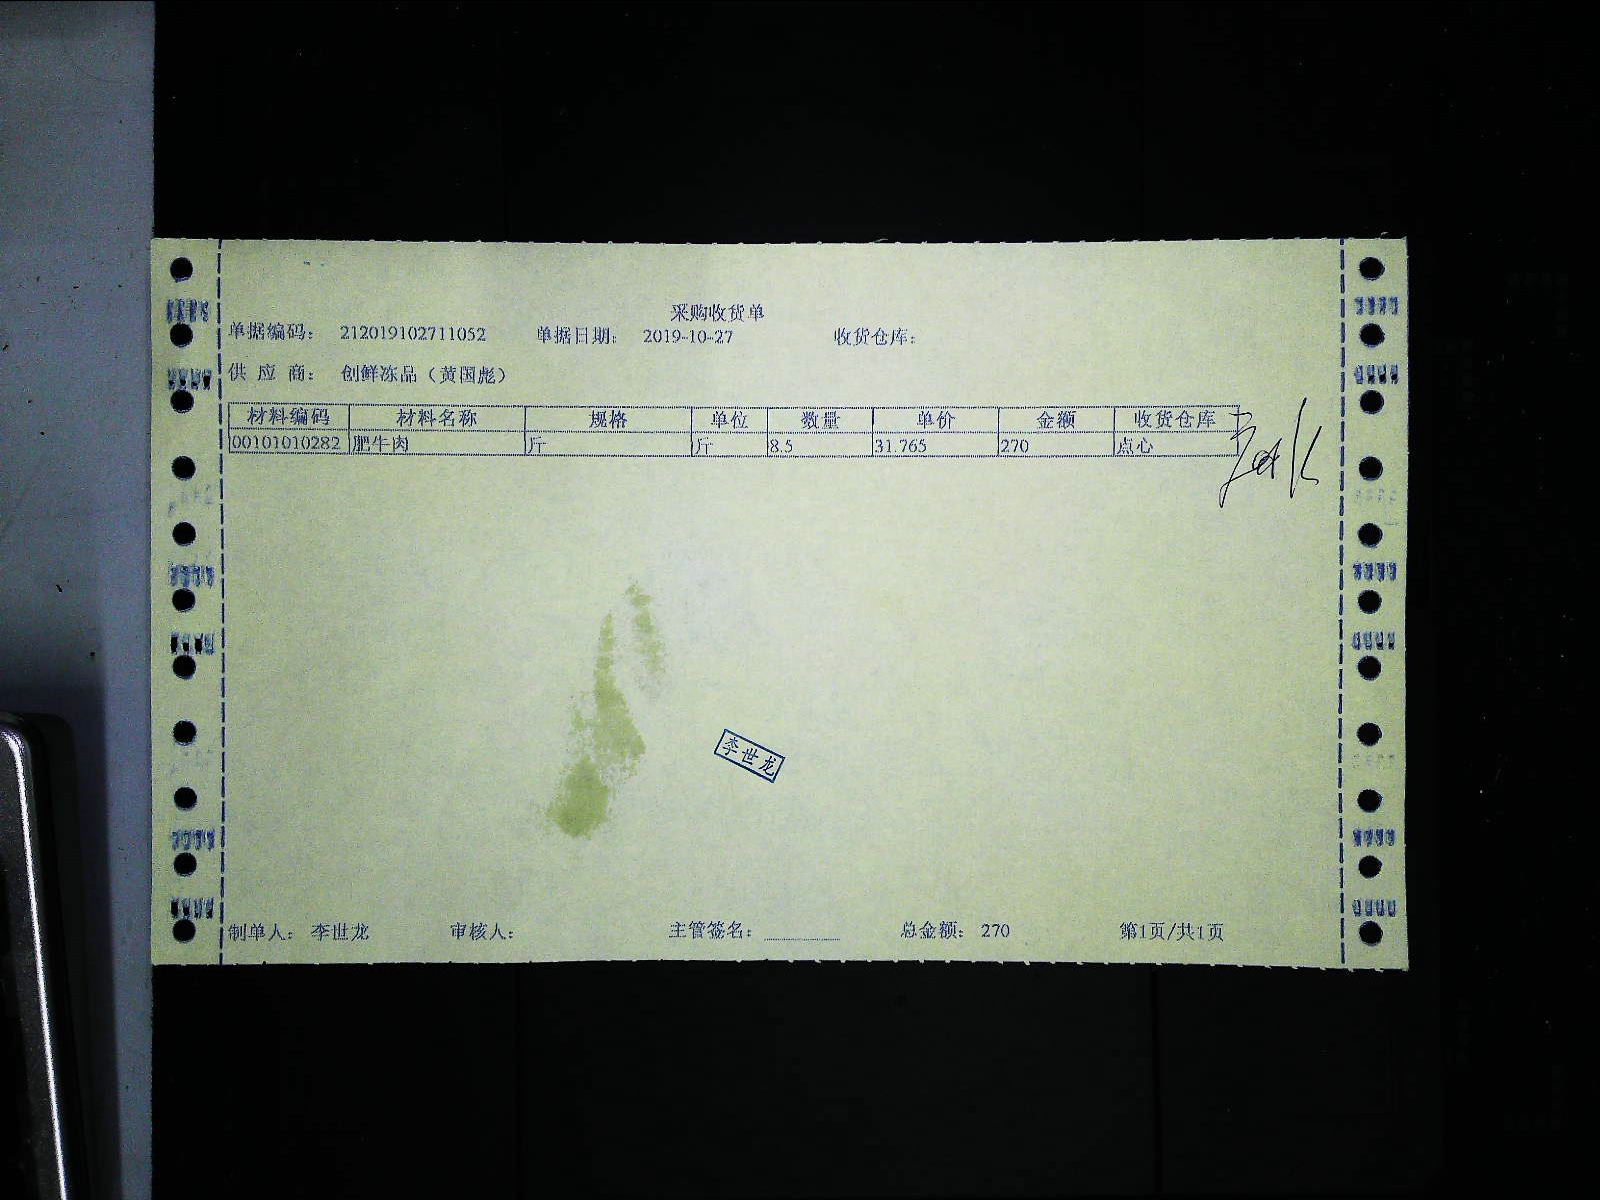 采购收货单
单据编码： 212019102711052 单据日期： 2019-10-27 收货仓库：
供 应 商： 创鲜冻品（黄国彪）
材料编码 材料名称 规格 单位 数量 单价 金额 收货仓库
00101010282 肥牛肉 斤 斤 8.5 31.765 270 点心
李世龙
制单人： 李世龙 审核人： 主管签名： 总金额： 270 第1页/共1页